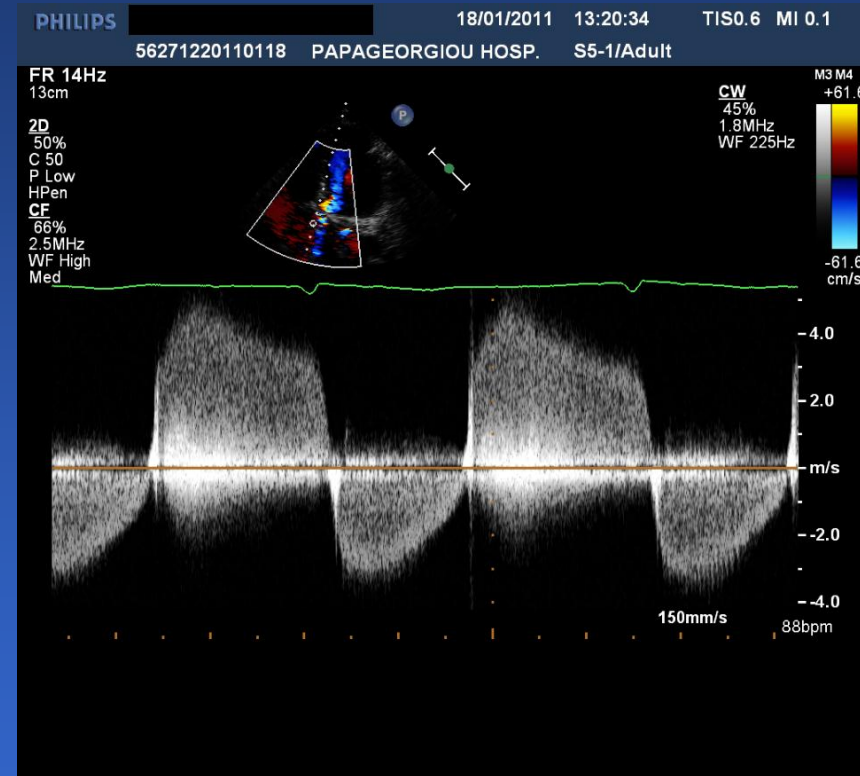 PHILIPS 18/01/2011 13:20:34 TIS0.6 MI 0.1
56271220110118 PAPAGEORGIOU HOSP. S5-1/Adult
FR 14Hz
13cm
2D
50%
C 50
P Low
HPen
CF
66%
2.5MHz
WF High
Med
P
CW
45%
1.8MHz
WF 225Hz
M3 M4
+61.6
-61.6
cm/s
4.0
2.0
m/s
-2.0
-4.0
150mm/s
88bpm